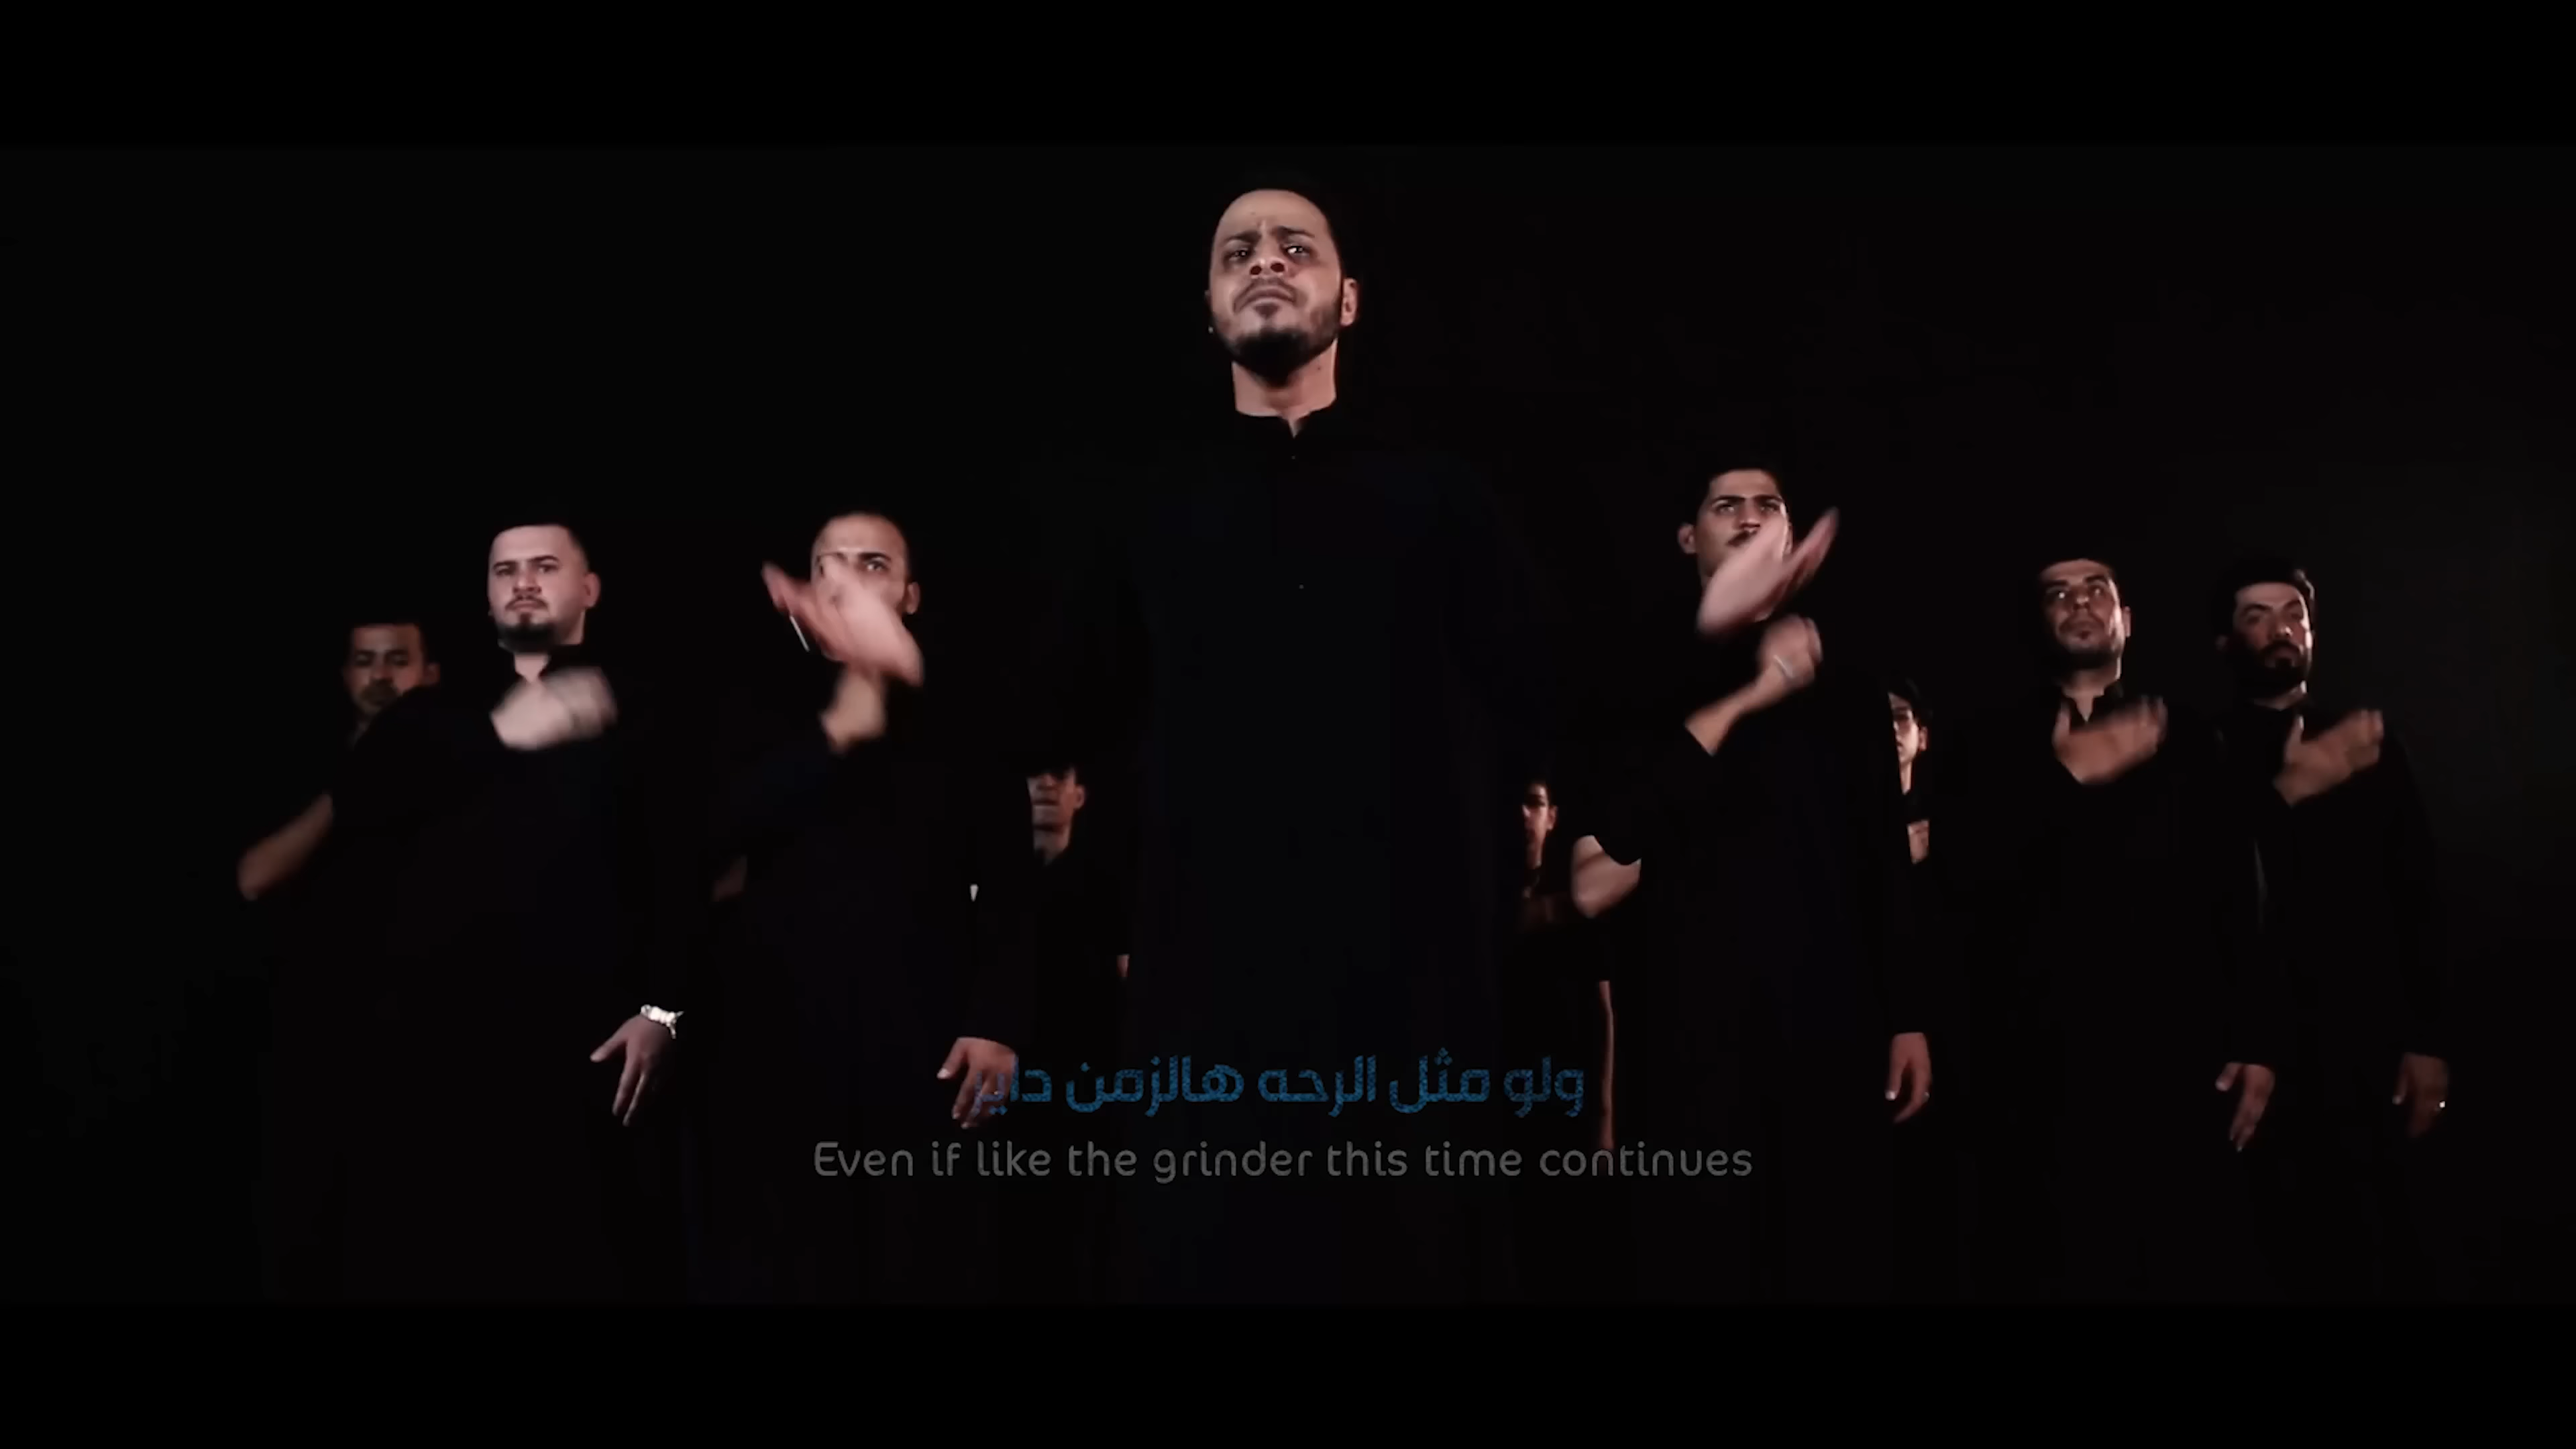 ولو مثل الرحه هالزمن داير
Even if like the grinder this time continues